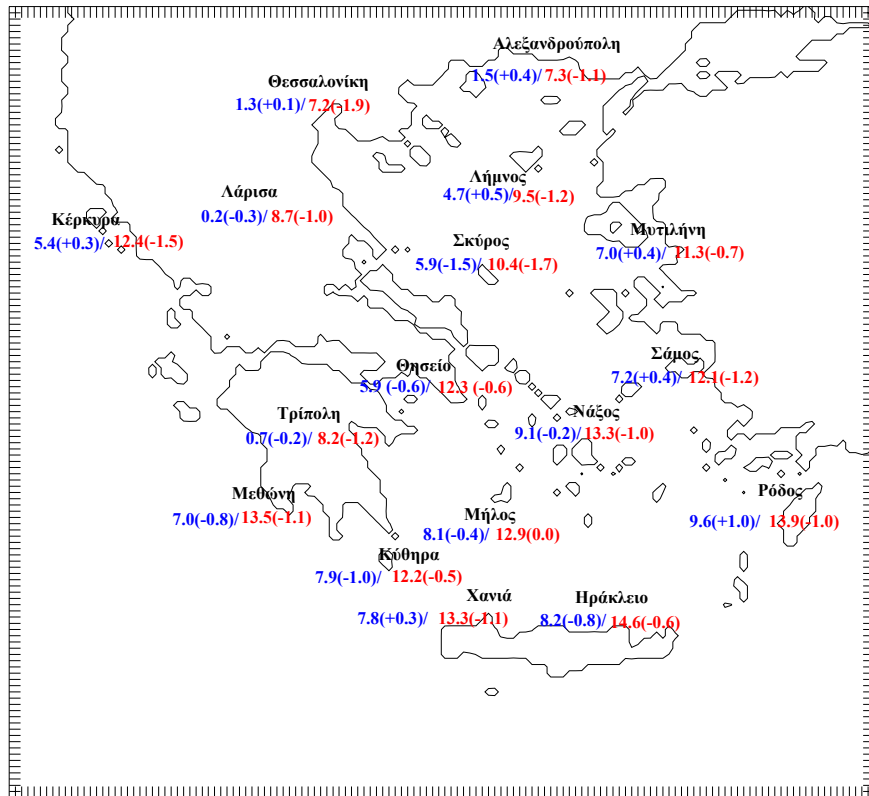 Αλεξανδρούπολη
1.5(+0.4)/ 7.3(-1.1)
Θεσσαλονίκη
1.3(+0.1)/ 7.2(-1.9)
Λήμνος
4.7(+0.5)/9.5(-1.2)
Λάρισα
0.2(-0.3)/ 8.7(-1.0)
Κέρκυρα
5.4(+0.3)/ 12.4(-1.5)
Μυτιλήνη
7.0(+0.4)/ 11.3(-0.7)
Σκύρος
5.9(-1.5)/ 10.4(-1.7)
Σάμος
7.2(+0.4)/ 12.1(-1.2)
Θησείο
5.9 (-0.6)/ 12.3 (-0.6)
Νάξος
9.1(-0.2)/ 13.3(-1.0)
Τρίπολη
0.7(-0.2)/ 8.2(-1.2)
Μεθώνη
7.0(-0.8)/ 13.5(-1.1)
Ρόδος
9.6(+1.0)/ 13.9(-1.0)
Μήλος
8.1(-0.4)/ 12.9(0.0)
Κύθηρα
7.9(-1.0)/ 12.2(-0.5)
Χανιά
7.8(+0.3)/ 13.3(-1.1)
Ηράκλειο
8.2(-0.8)/ 14.6(-0.6)